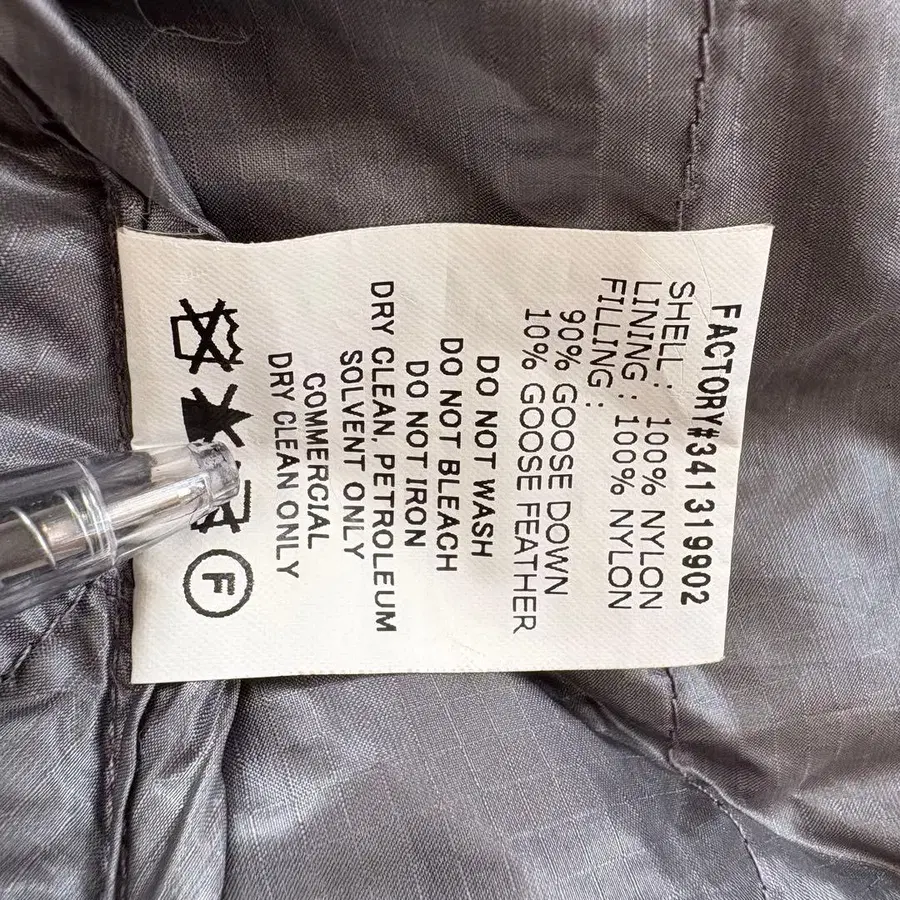 FACTORY#341319902
SHELL: 100% NYLON
LINING: 100% NYLON
FILLING:
90% GOOSE DOWN
10% GOOSE FEATHER
DO NOT WASH
DO NOT BLEACH
DO NOT IRON
DRY CLEAN, PETROLEUM
SOLVENT ONLY
COMMERCIAL
DRY CLEAN ONLY
F